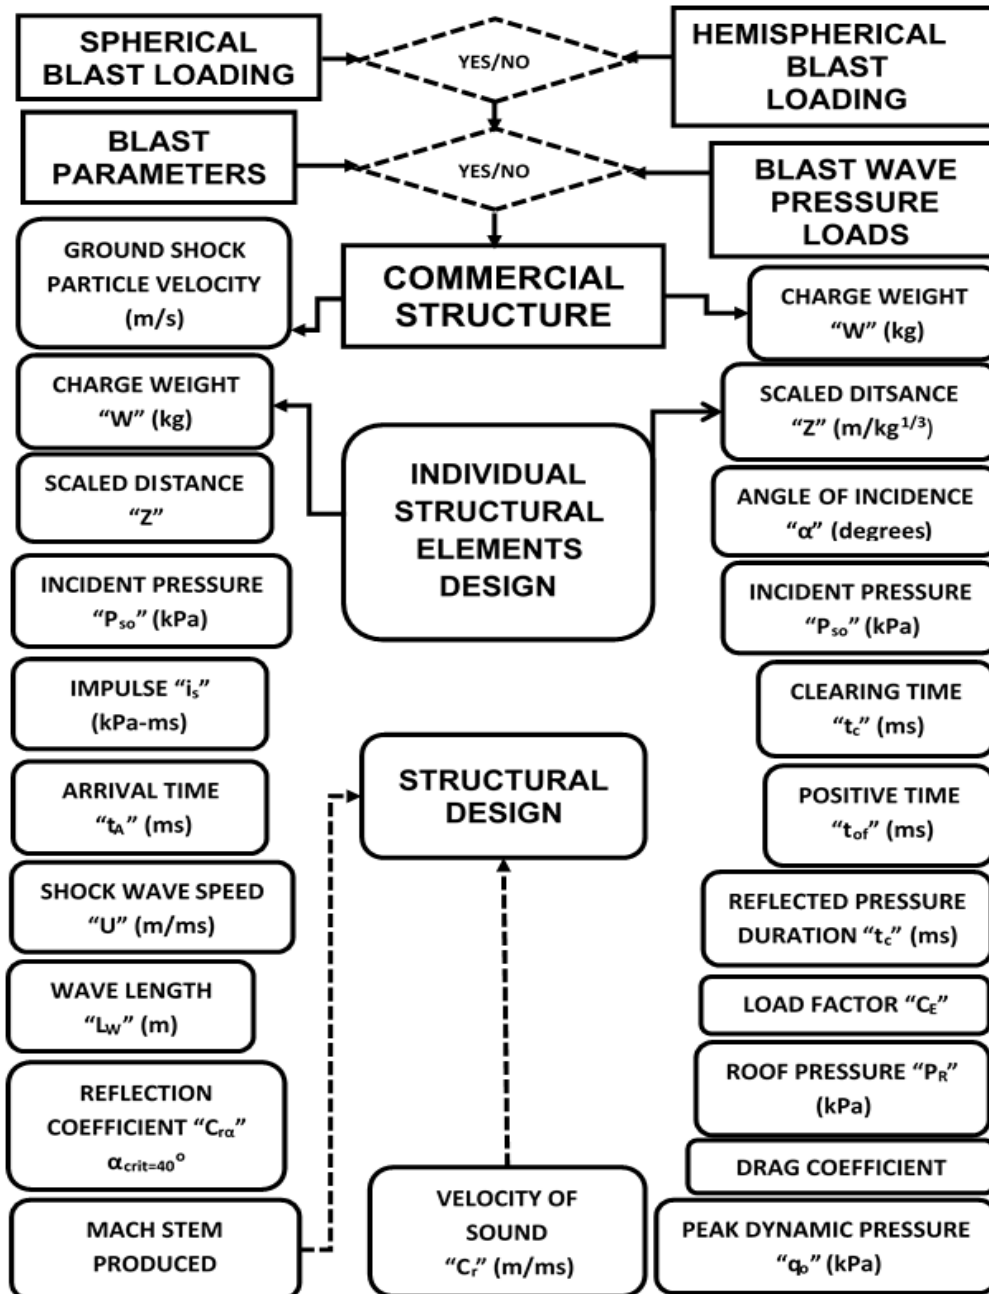 SPHERICAL
BLAST LOADING
YES/NO
HEMISPHERICAL
BLAST
LOADING
BLAST
PARAMETERS
YES/NO
BLAST WAVE
PRESSURE
LOADS
GROUND SHOCK
PARTICLE VELOCITY
(m/s)
COMMERCIAL
STRUCTURE
CHARGE WEIGHT
“W” (kg)
CHARGE WEIGHT
“W” (kg)
SCALED DITSANCE
“Z” (m/kg¹/³)
SCALED DISTANCE
“Z”
INDIVIDUAL
STRUCTURAL
ELEMENTS
DESIGN
ANGLE OF INCIDENCE
“α” (degrees)
INCIDENT PRESSURE
“Pso” (kPa)
INCIDENT PRESSURE
“Pso” (kPa)
IMPULSE “is”
(kPa-ms)
CLEARING TIME
“tc” (ms)
ARRIVAL TIME
“tA” (ms)
STRUCTURAL
DESIGN
POSITIVE TIME
“tof” (ms)
SHOCK WAVE SPEED
“U” (m/ms)
REFLECTED PRESSURE
DURATION “tc” (ms)
WAVE LENGTH
“LW” (m)
LOAD FACTOR “CE”
REFLECTION
COEFFICIENT “Crα”
αcrit=40°
ROOF PRESSURE “PR”
(kPa)
DRAG COEFFICIENT
MACH STEM
PRODUCED
VELOCITY OF
SOUND
“Cr” (m/ms)
PEAK DYNAMIC PRESSURE
“qo” (kPa)